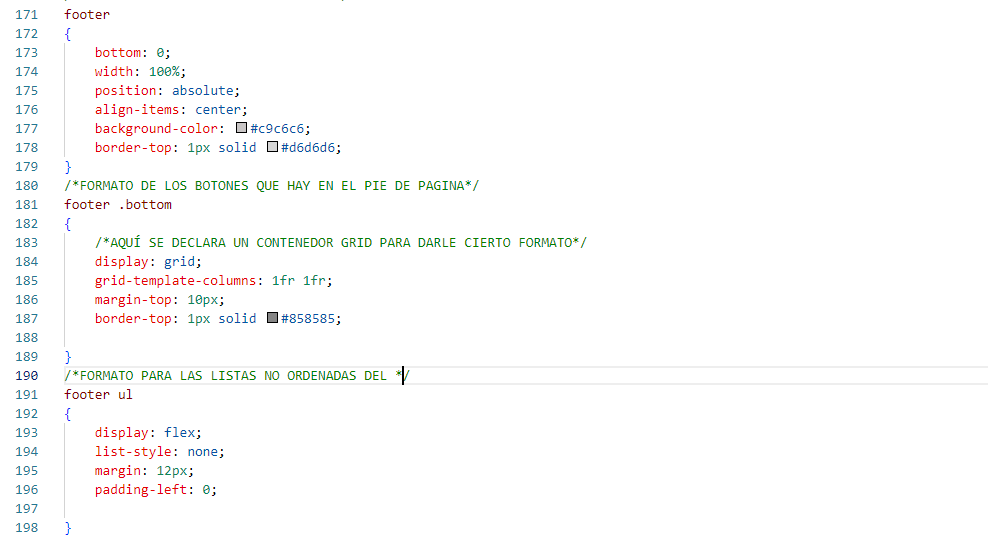 171 footer
172 {
173 bottom: 0;
174 width: 100%;
175 position: absolute;
176 align-items: center;
177 background-color: #c9c6c6;
178 border-top: 1px solid #d6d6d6;
179 }
180 /*FORMATO DE LOS BOTONES QUE HAY EN EL PIE DE PAGINA*/
181 footer .bottom
182 {
183 /*AQUÍ SE DECLARA UN CONTENEDOR GRID PARA DARLE CIERTO FORMATO*/
184 display: grid;
185 grid-template-columns: 1fr 1fr;
186 margin-top: 10px;
187 border-top: 1px solid #858585;
188
189 }
190 /*FORMATO PARA LAS LISTAS NO ORDENADAS DEL */
191 footer ul
192 {
193 display: flex;
194 list-style: none;
195 margin: 12px;
196 padding-left: 0;
197
198 }